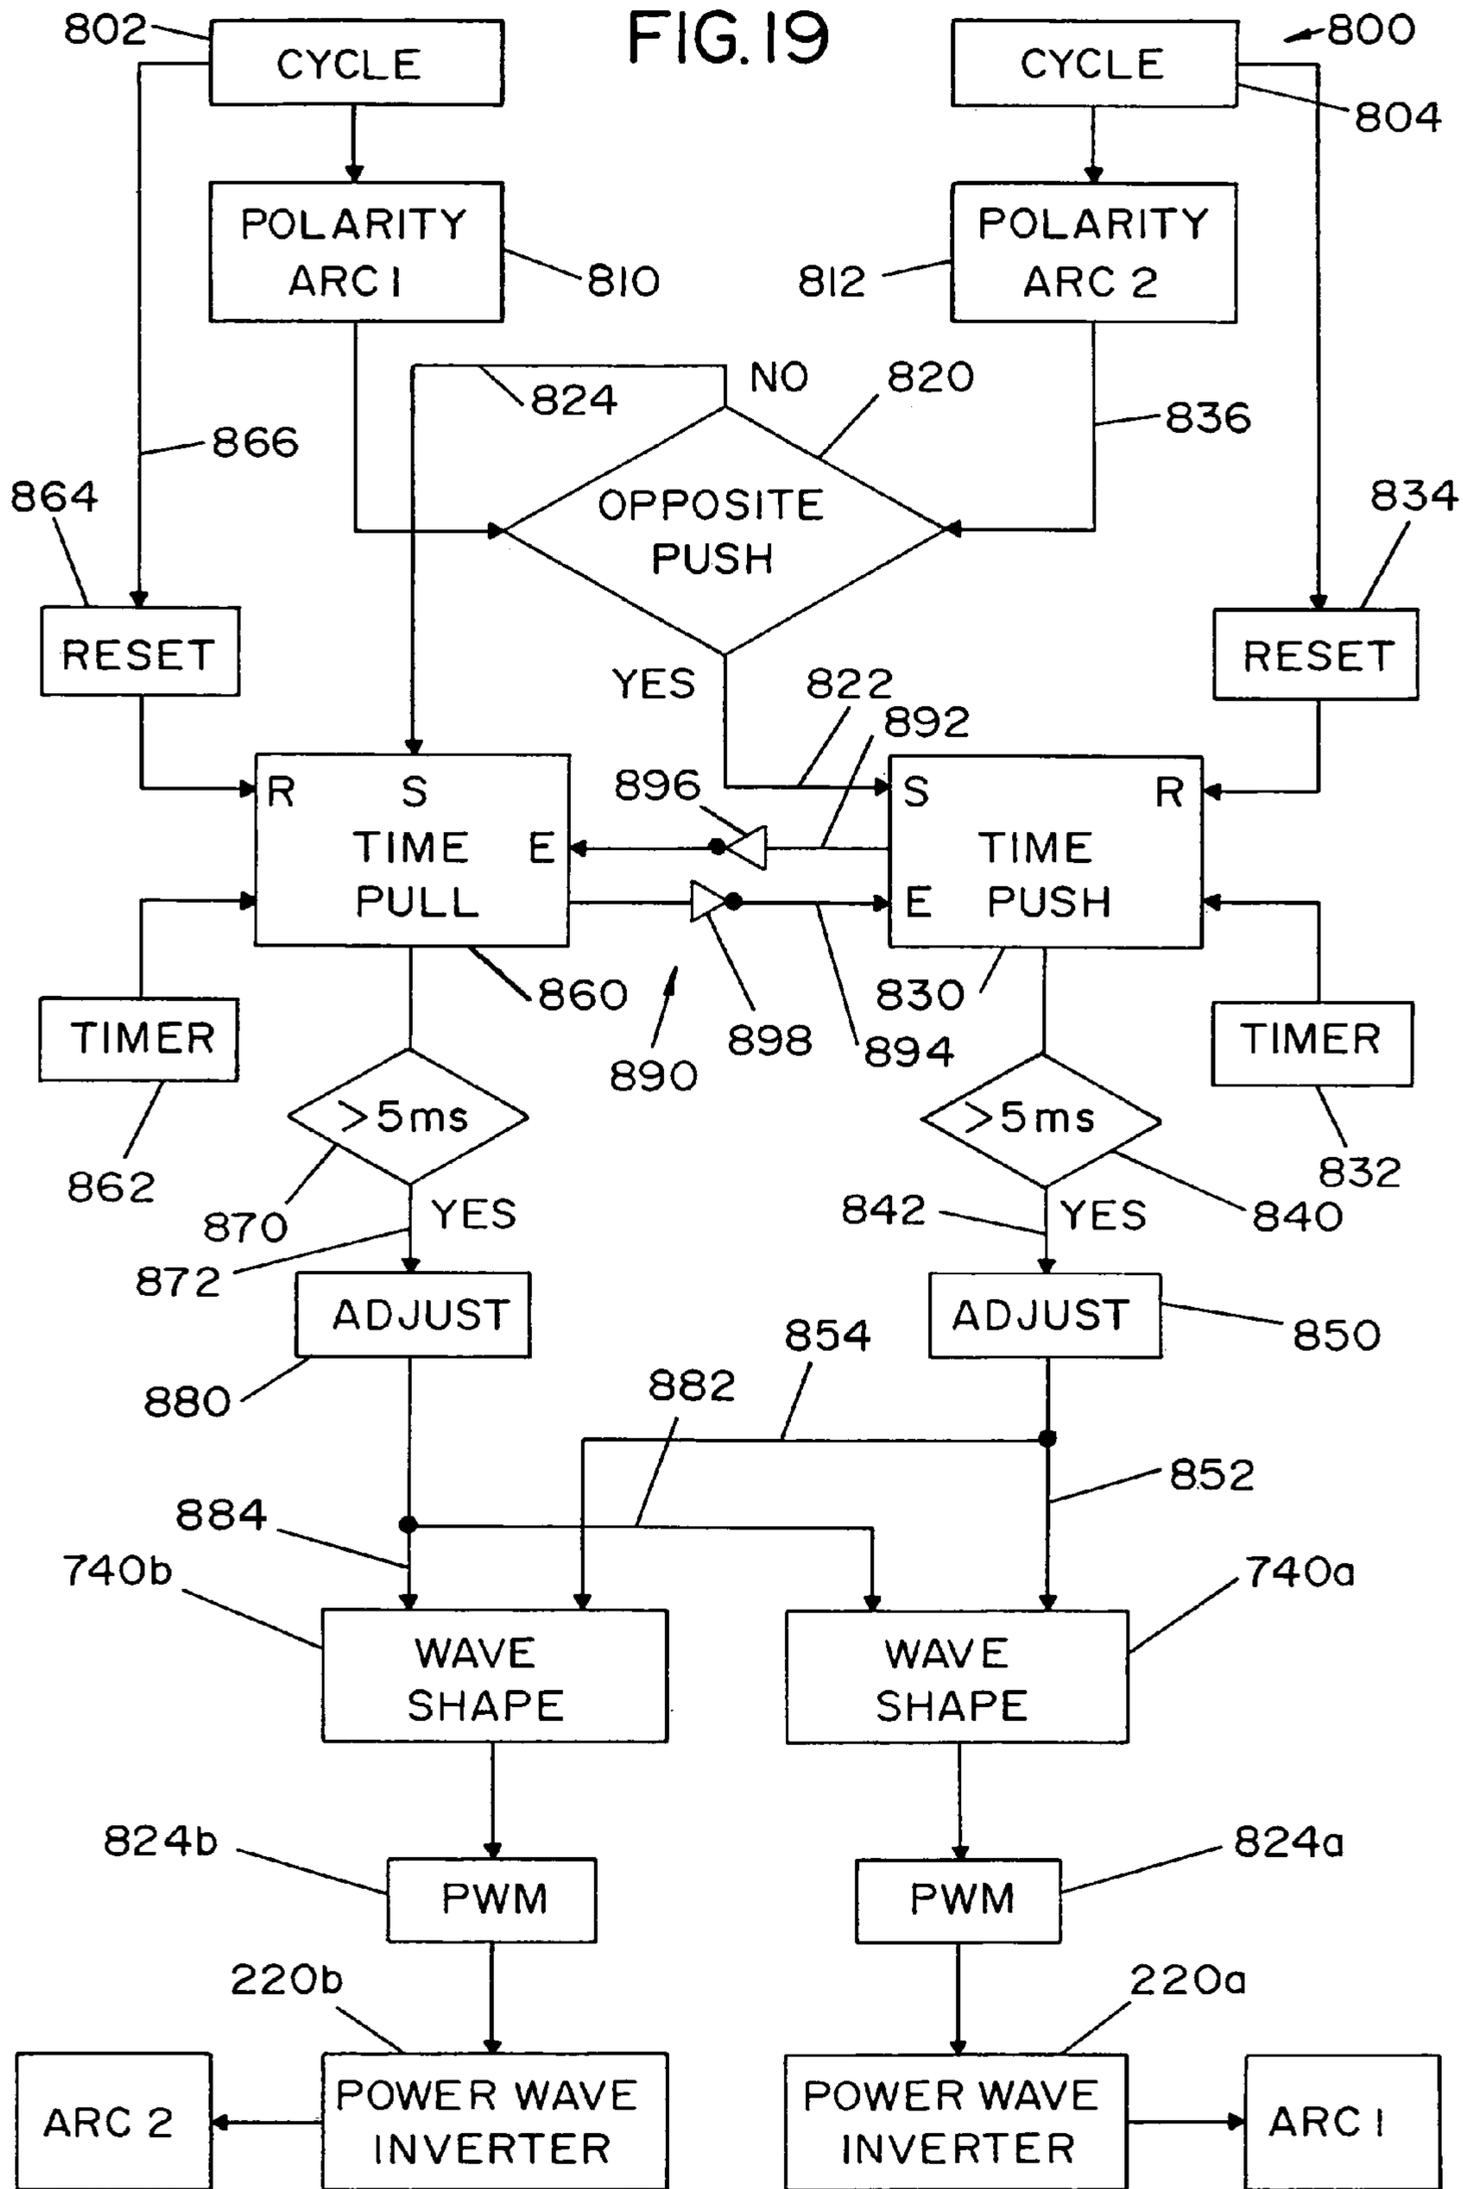 FIG. 19
802
CYCLE
CYCLE
800
804
POLARITY
ARC 1
810
812
POLARITY
ARC 2
824
NO
820
836
866
864
OPPOSITE
PUSH
834
RESET
RESET
YES
822
892
896
R
S
TIME
PULL
E
S
R
TIME
PUSH
E
860
830
898
894
890
TIMER
TIMER
862
832
>5ms
>5ms
870
840
YES
872
842
YES
ADJUST
ADJUST
880
850
854
882
852
884
740b
740a
WAVE
SHAPE
WAVE
SHAPE
824b
824a
PWM
PWM
220b
220a
ARC 2
POWER WAVE
INVERTER
POWER WAVE
INVERTER
ARC 1